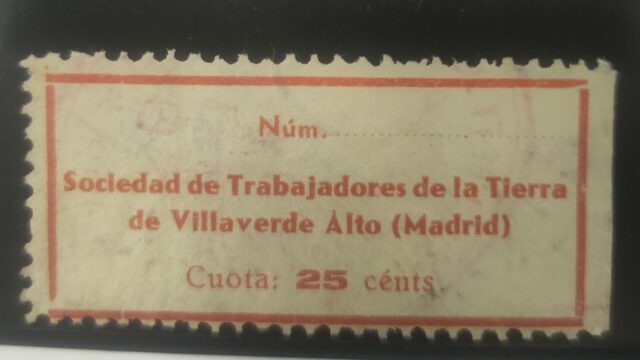 Núm.
Sociedad de Trabajadores de la Tierra
de Villaverde Alto (Madrid)
Cuota: 25 cénts.